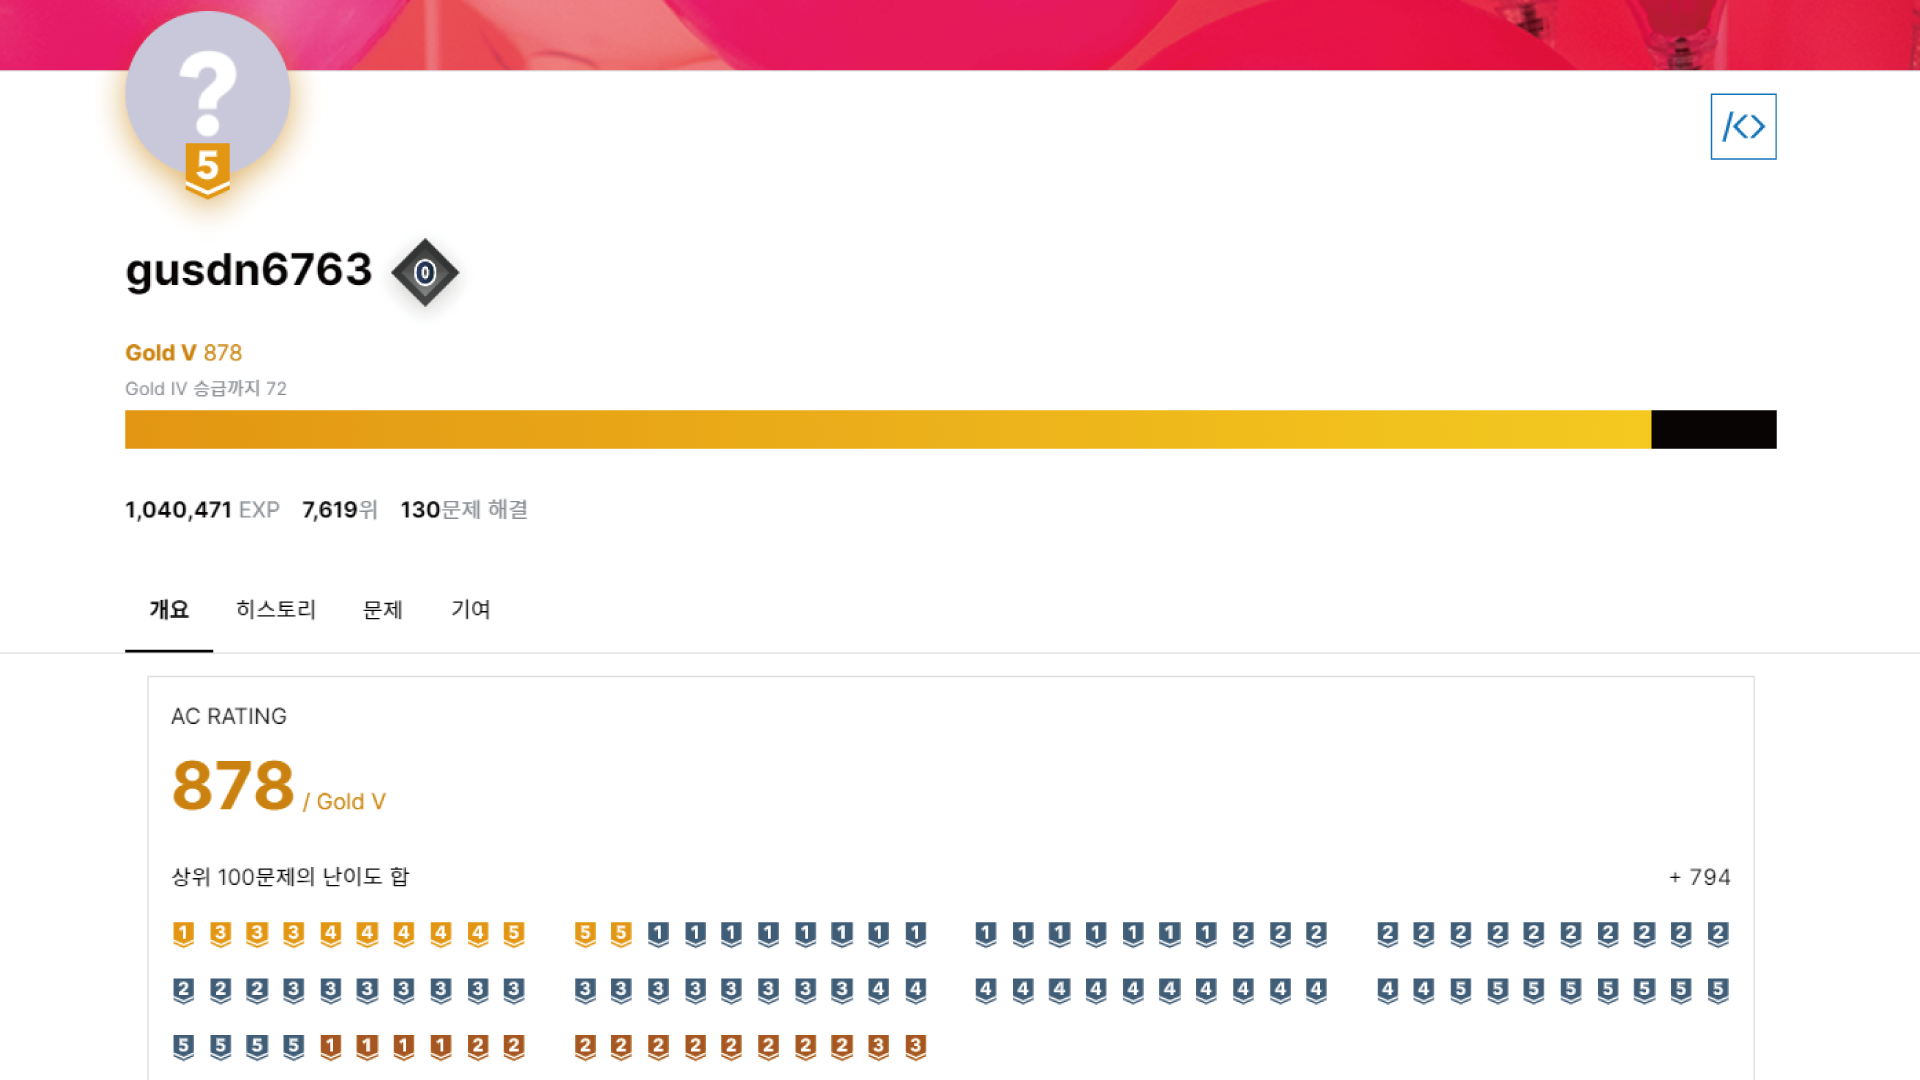 ?
5
/<>
gusdn6763 0
Gold V 878
Gold IV 승급까지 72
1,040,471 EXP 7,619위 130문제 해결
개요 히스토리 문제 기여
AC RATING
878 / Gold V
상위 100문제의 난이도 합 + 794
1 3 3 3 4 4 4 4 4 5 5 5 1 1 1 1 1 1 1 1 1 1 1 1 1 1 1 2 2 2 2 2 2 2 2 2 2 2 2 2
2 2 2 3 3 3 3 3 3 3 3 3 3 3 3 3 3 3 4 4 4 4 4 4 4 4 4 4 4 4 4 4 5 5 5 5 5 5 5 5
5 5 5 5 1 1 1 1 2 2 2 2 2 2 2 2 2 2 3 3